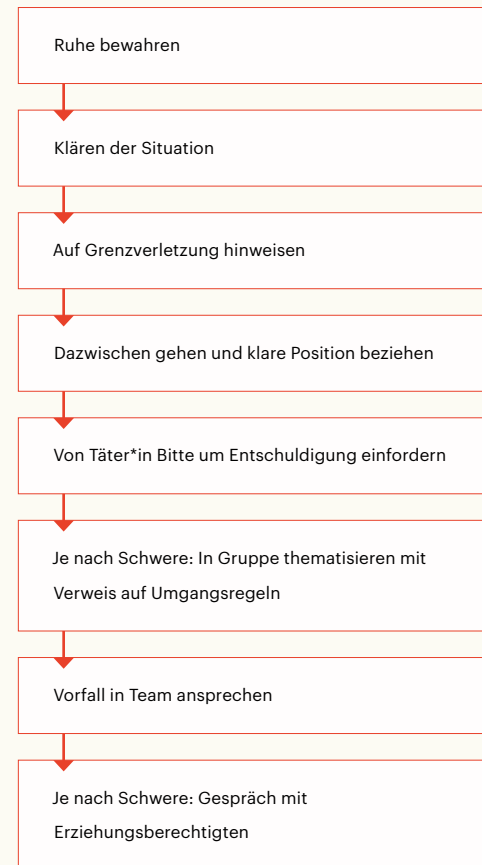 Ruhe bewahren
Klären der Situation
Auf Grenzverletzung hinweisen
Dazwischen gehen und klare Position beziehen
Von Täter*in Bitte um Entschuldigung einfordern
Je nach Schwere: In Gruppe thematisieren mit
Verweis auf Umgangsregeln
Vorfall in Team ansprechen
Je nach Schwere: Gespräch mit
Erziehungsberechtigten